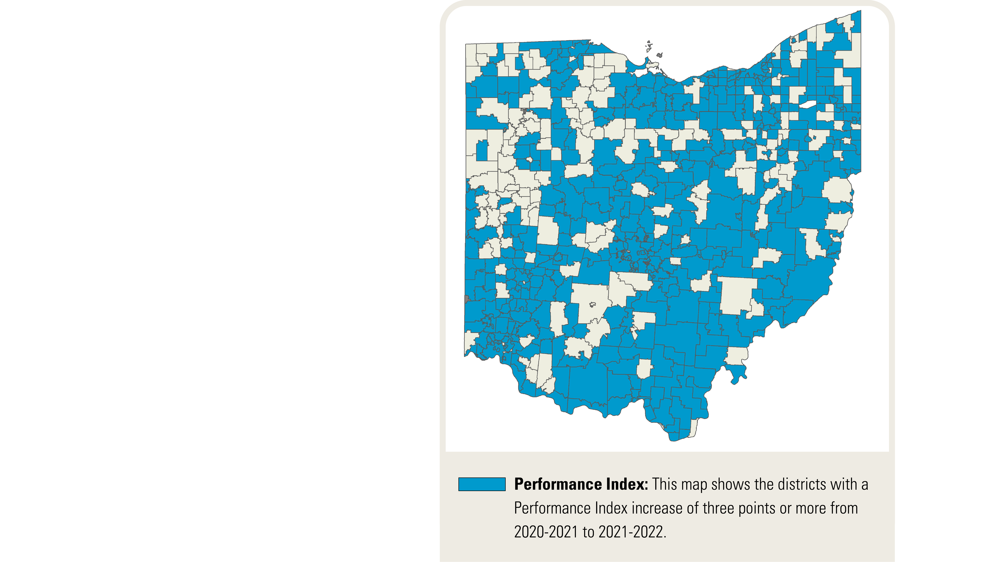 Performance Index: This map shows the districts with a
Performance Index increase of three points or more from
2020-2021 to 2021-2022.